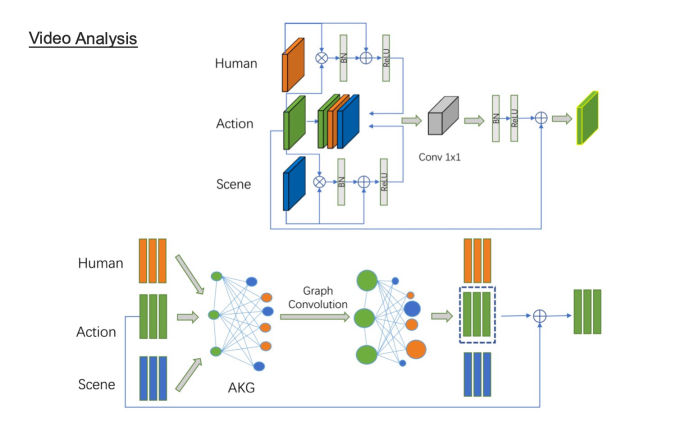 Video Analysis
Human
BN
ReLU
Action
Conv 1x1
BN
ReLU
Scene
BN
ReLU
Human
Action
Scene
AKG
Graph
Convolution